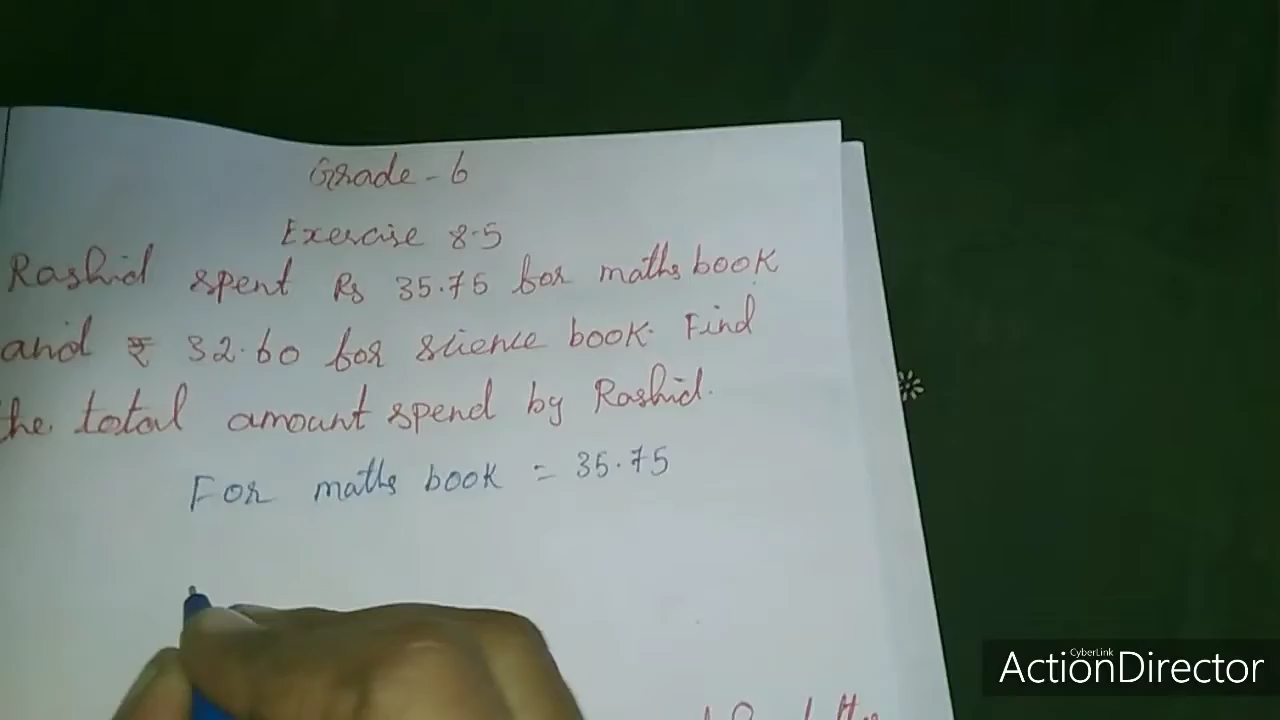 Grade - 6
Exercise 8.5
Rashid spent Rs 35.75 for maths book
and ₹ 32.60 for science book. Find
the total amount spend by Rashid.
For maths book = 35.75
CyberLink
ActionDirector